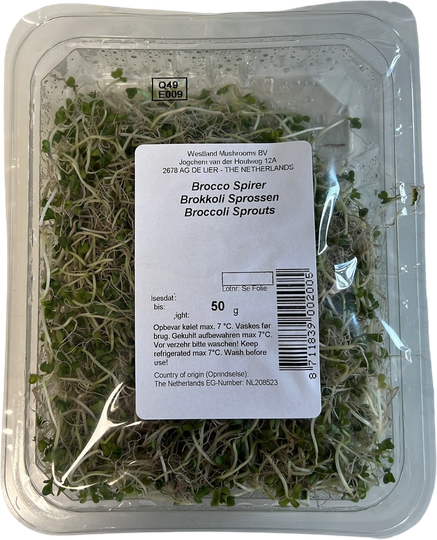 Q49
E009
Westland Mushrooms BV
Jogchem van der Houtweg 12A
2678 AG DE LIER - THE NETHERLANDS
Brocco Spirer
Brokkoli Sprossen
Broccoli Sprouts
Lotnr: Se Folie
isesdat:
bis:
50 g
ight:
Opbevar kølet max. 7 °C. Vaskes før
brug. Gekuhlt aufbewahren max 7°C.
Vor verzehr bitte waschen! Keep
refrigerated max 7°C. Wash before
use!
Country of origin (Oprindselse):
The Netherlands EG-Number: NL208523
8 711839 002005